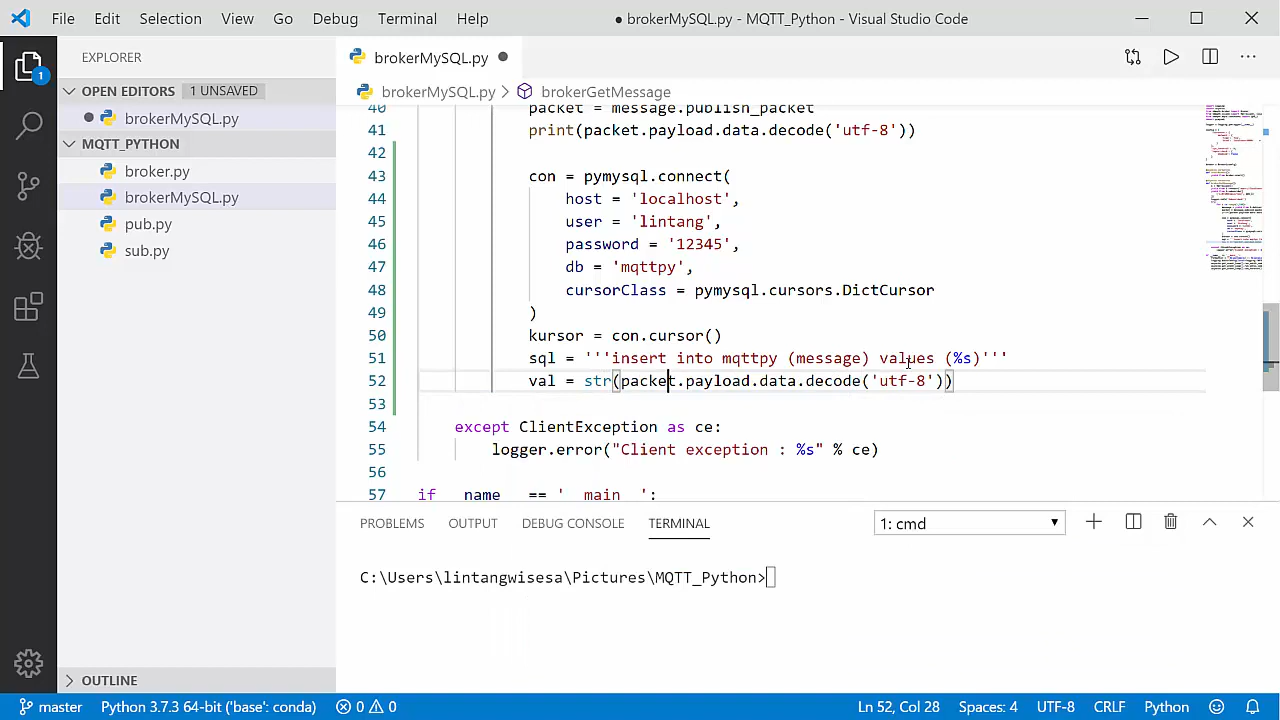 File Edit Selection View Go Debug Terminal Help
● brokerMySQL.py - MQTT_Python - Visual Studio Code
EXPLORER
1
OPEN EDITORS 1 UNSAVED
brokerMySQL.py
MQTT_PYTHON
broker.py
brokerMySQL.py
pub.py
sub.py
OUTLINE
brokerMySQL.py
brokerMySQL.py > brokerGetMessage
40 packet = message.publish_packet
41 print(packet.payload.data.decode('utf-8'))
42
43 con = pymysql.connect(
44 host = 'localhost',
45 user = 'lintang',
46 password = '12345',
47 db = 'mqttpy',
48 cursorClass = pymysql.cursors.DictCursor
49 )
50 kursor = con.cursor()
51 sql = '''insert into mqttpy (message) values (%s)'''
52 val = str(packet.payload.data.decode('utf-8'))
53
54 except ClientException as ce:
55 logger.error("Client exception : %s" % ce)
56
57 if __name__ == '__main__':
PROBLEMS OUTPUT DEBUG CONSOLE TERMINAL 1: cmd
C:\Users\lintangwisesa\Pictures\MQTT_Python>
master Python 3.7.3 64-bit ('base': conda) 0 0 Ln 52, Col 28 Spaces: 4 UTF-8 CRLF Python